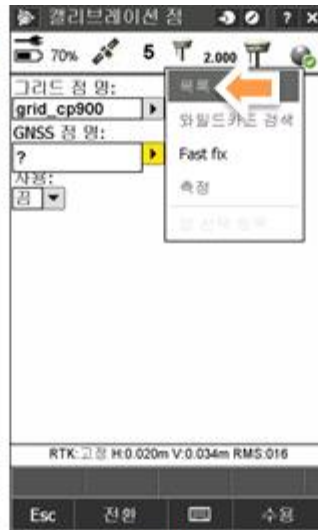 캘리브레이션 점 ? X
70% 5 2.000
그리드 점 명:
grid_cp900
목록
GNSS 점 명:
와일드카드 검색
?
Fast fix
사용:
끔
측정
RTK:고정 H:0.020m V:0.034m RMS:016
Esc 전환 수용